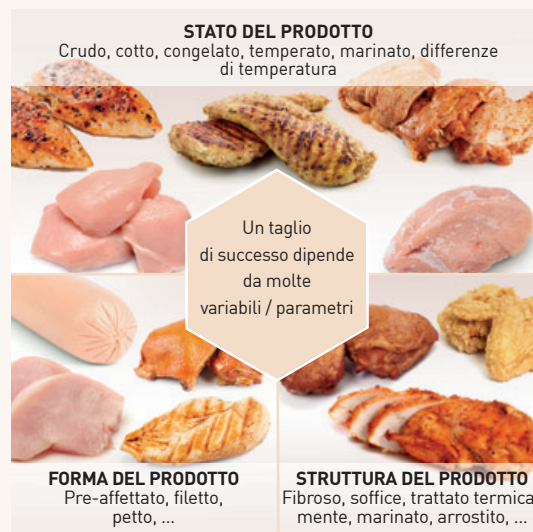 STATO DEL PRODOTTO
Crudo, cotto, congelato, temperato, marinato, differenze
di temperatura
Un taglio
di successo dipende
da molte
variabili / parametri
FORMA DEL PRODOTTO
Pre-affettato, filetto,
petto, ...
STRUTTURA DEL PRODOTTO
Fibroso, soffice, trattato termica
mente, marinato, arrostito, ...